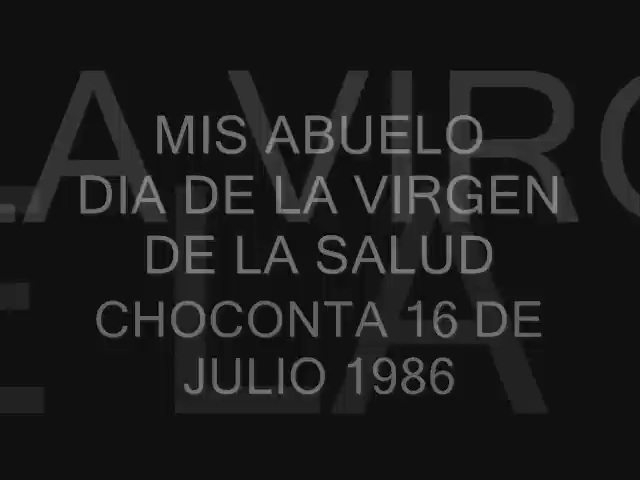 MIS ABUELO
DIA DE LA VIRGEN
DE LA SALUD
CHOCONTA 16 DE
JULIO 1986